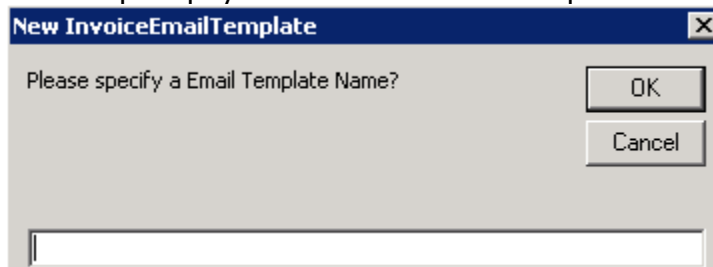 New InvoiceEmailTemplate
Please specify a Email Template Name?
OK
Cancel